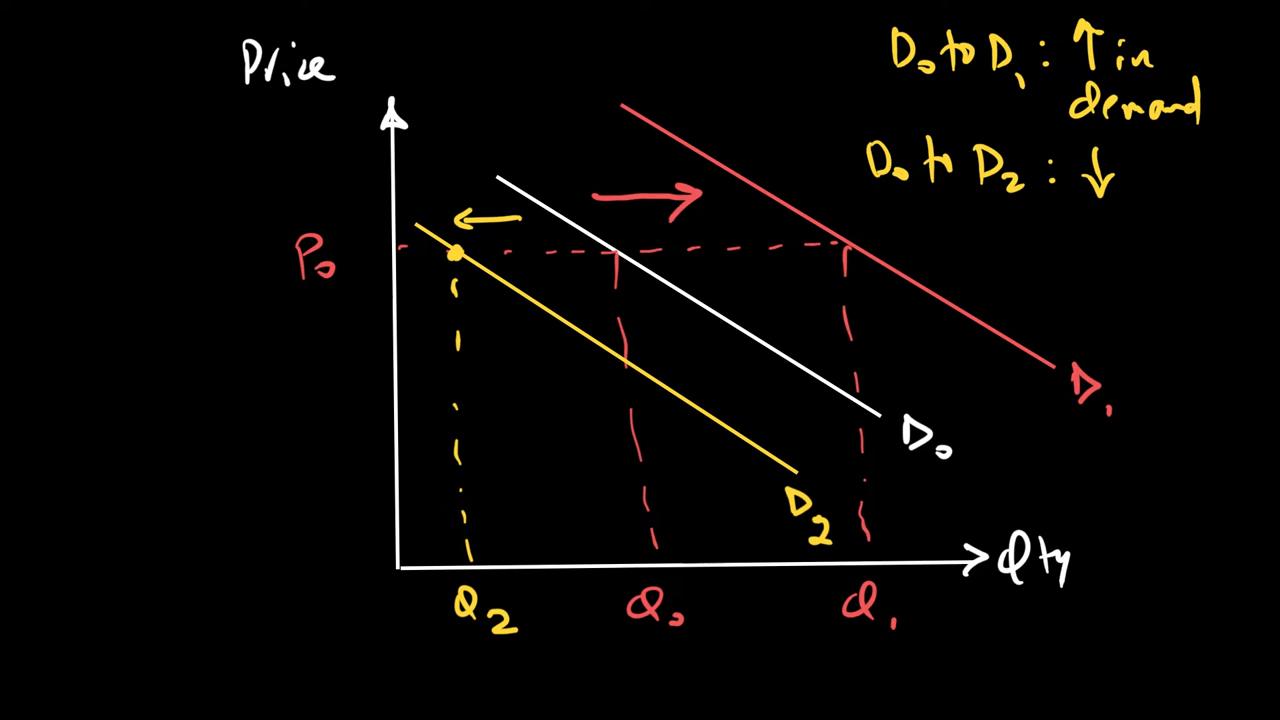 Price
D₀ to D₁ : ↑ in
demand
D₀ to D₂ : ↓
P₀
D₁
D₀
D₂
Qty
Q₂ Q₀ Q₁